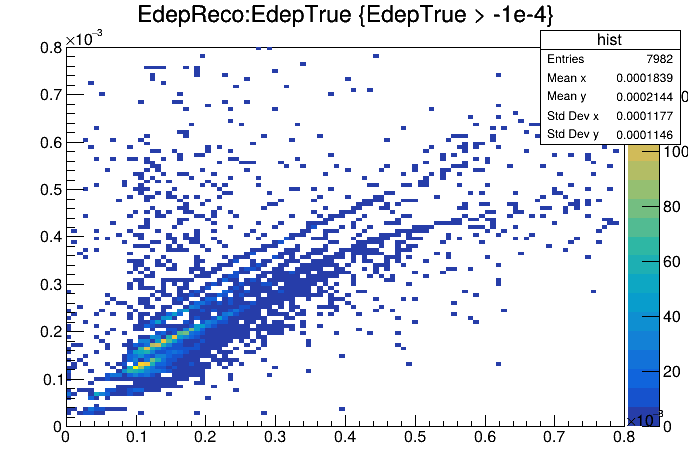 EdepReco:EdepTrue {EdepTrue > -1e-4}
×10⁻³
hist
Entries 7982
Mean x 0.0001839
Mean y 0.0002144
Std Dev x 0.0001177
Std Dev y 0.0001146
0.8
0.7
0.6
0.5
0.4
0.3
0.2
0.1
0
0 0.1 0.2 0.3 0.4 0.5 0.6 0.7 0.8
100
80
60
40
20
0